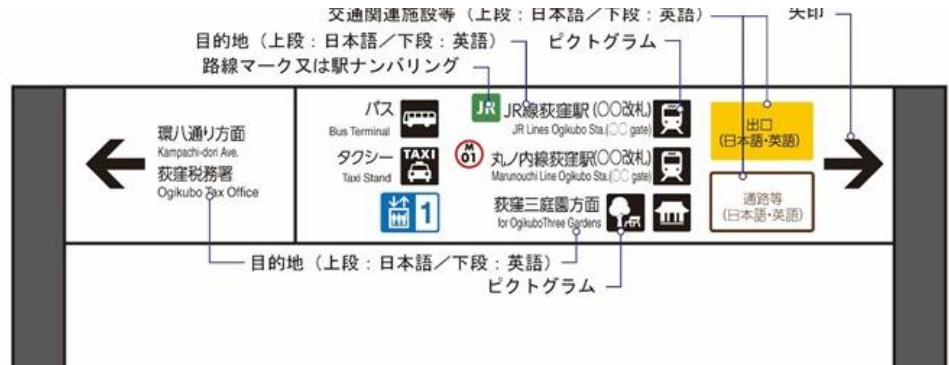 交通関連施設等(上段:日本語/下段:英語)
矢印
目的地(上段:日本語/下段:英語)
ピクトグラム
路線マーク又は駅ナンバリング
環八通り方面
Kampachi-dori Ave.
荻窪税務署
Ogikubo Tax Office
バス
Bus Terminal
タクシー
Taxi Stand
TAXI
1
JR
JR線荻窪駅(〇〇改札)
JR Lines Ogikubo Sta.(〇〇 gate)
M
01
丸ノ内線荻窪駅(〇〇改札)
Marunouchi Line Ogikubo Sta.(〇〇 gate)
荻窪三庭園方面
for OgikuboThree Gardens
出口
(日本語・英語)
通路等
(日本語・英語)
目的地(上段:日本語/下段:英語)
ピクトグラム